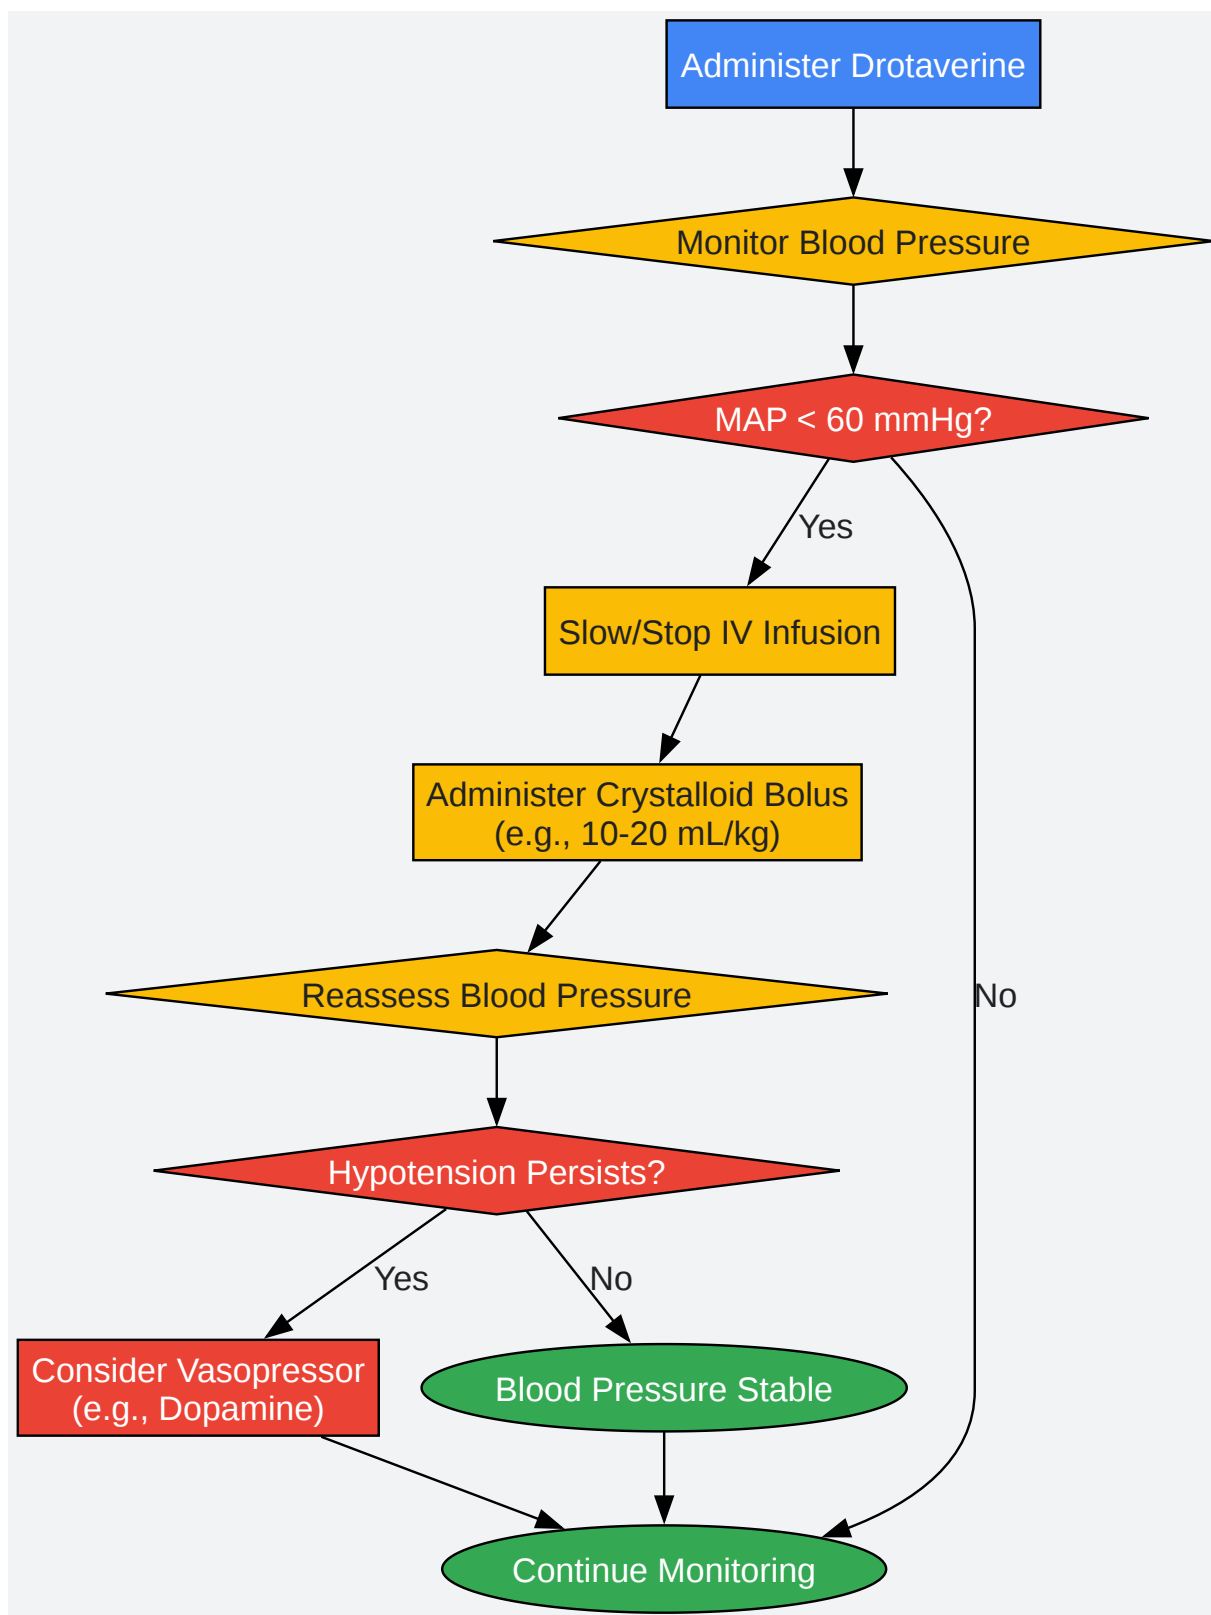 Administer Drotaverine
Monitor Blood Pressure
MAP < 60 mmHg?
Yes
Slow/Stop IV Infusion
Administer Crystalloid Bolus
(e.g., 10-20 mL/kg)
Reassess Blood Pressure
No
Hypotension Persists?
Yes
No
Consider Vasopressor
(e.g., Dopamine)
Blood Pressure Stable
Continue Monitoring